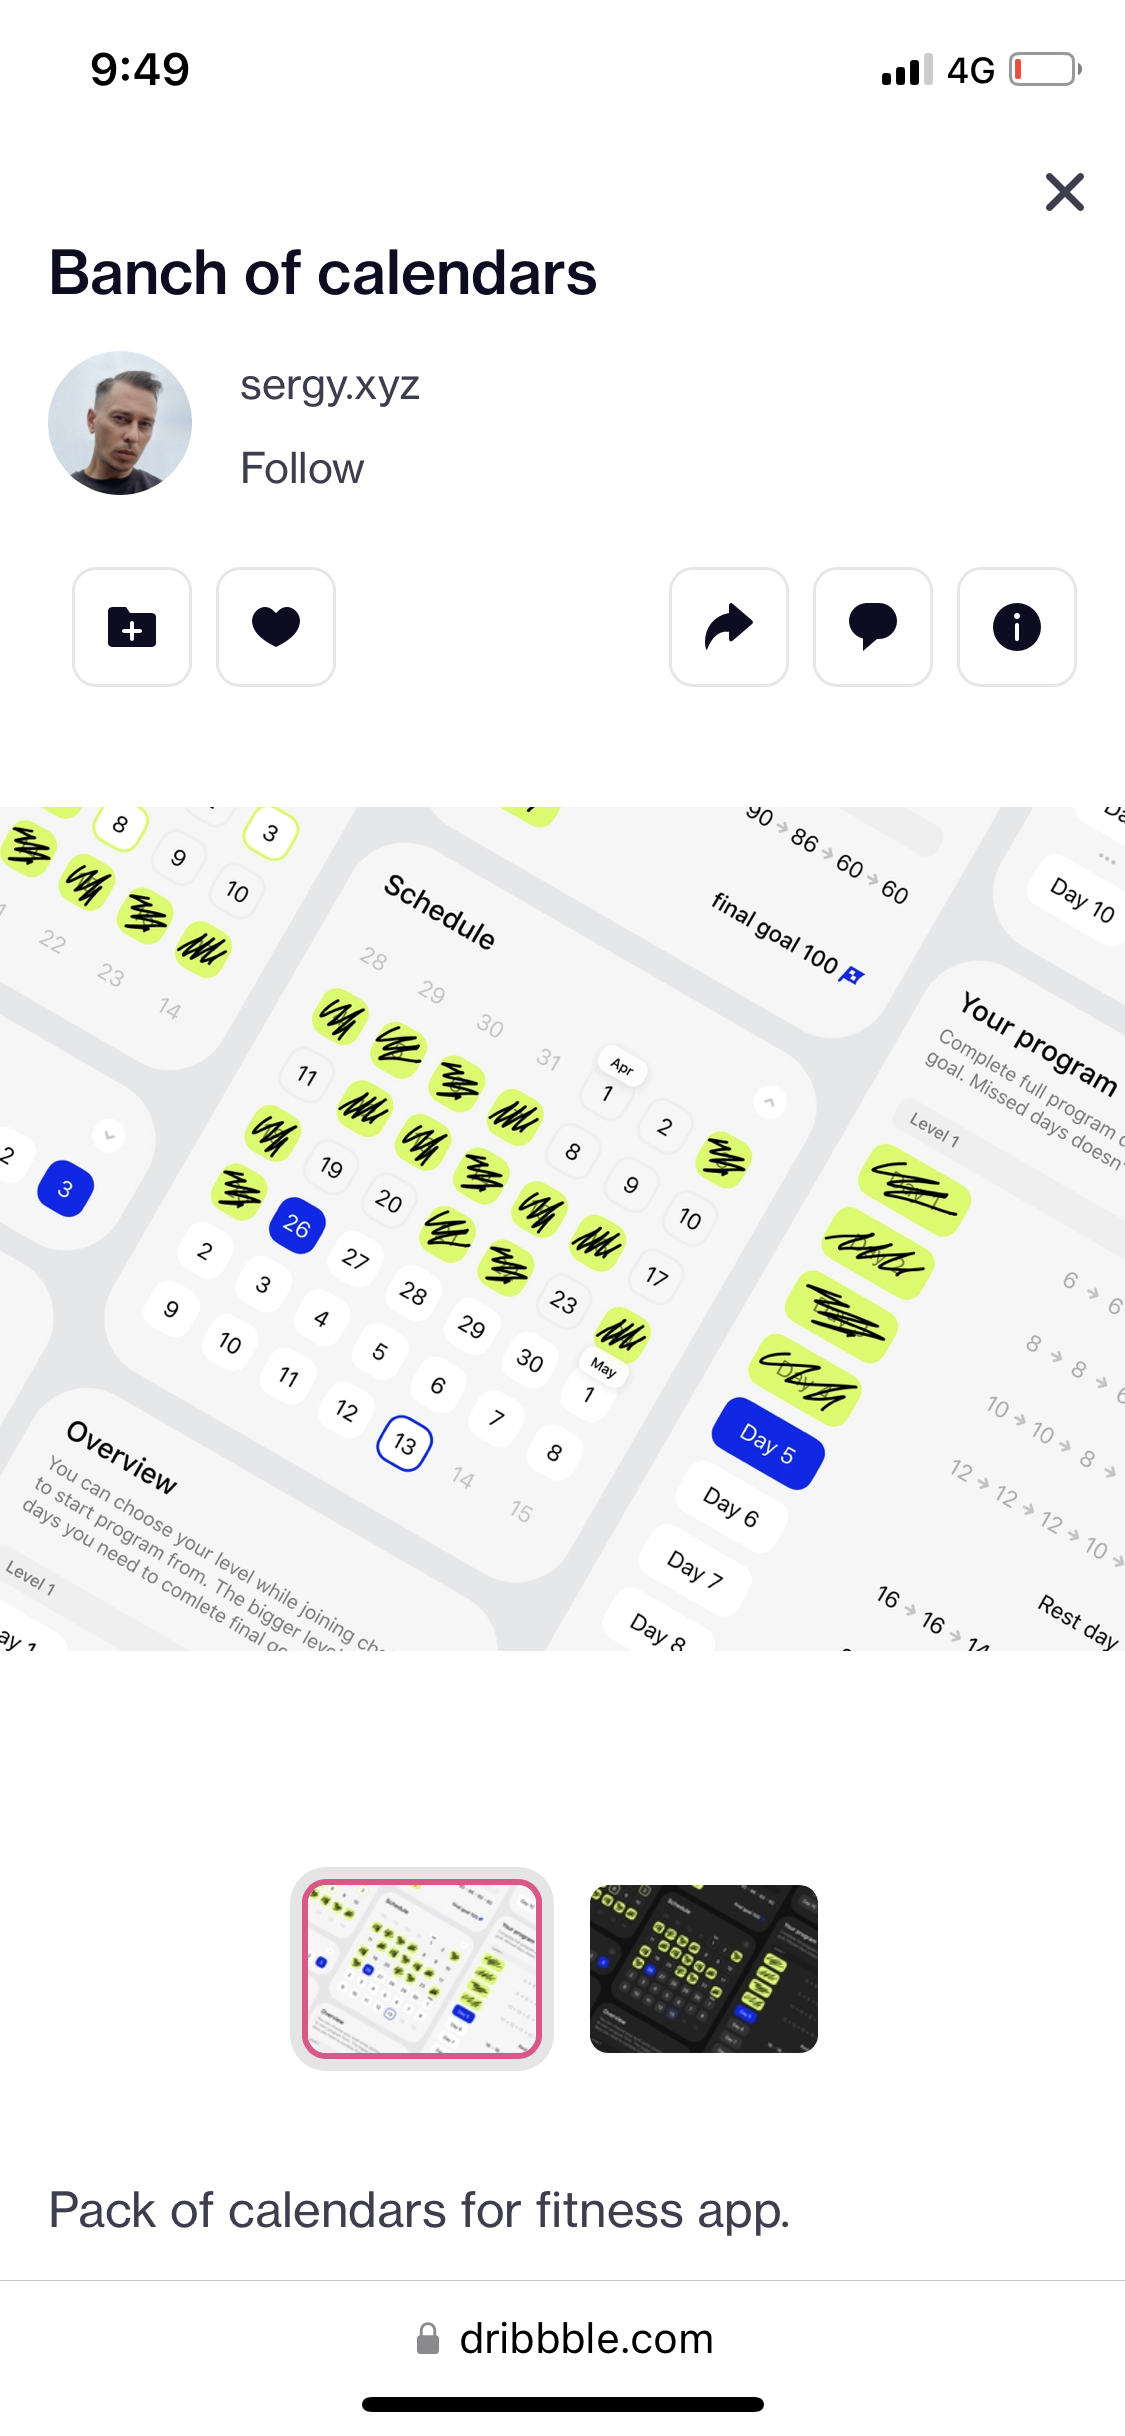 9:49
4G
Banch of calendars
sergy.xyz
Follow
8
3
9
10
22
23
14
2
3
90 → 86 → 60 → 60
final goal 100
Day 10
Schedule
28 29 30 31 Apr 1 2
8 9 10
11 17
19 20 23
26 27 28 29 30 May 1
2 3 4 5 6 7 8
9 10 11 12 13 14 15
Your program
Complete full program
goal. Missed days doesn'
Level 1
Day 5
Day 6
Day 7
Day 8
6 → 6
8 → 8 →
10 → 10 → 8 →
12 → 12 → 12 → 10 →
Rest day
16 → 16 → 14
Overview
You can choose your level while joining
to start program from. The bigger
days you need to comlete final
Level 1
Pack of calendars for fitness app.
dribbble.com